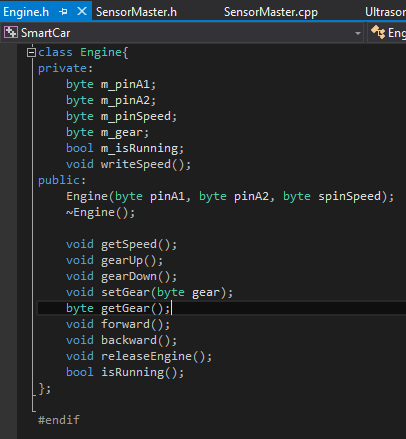 Engine.h SensorMaster.h SensorMaster.cpp Ultrason
SmartCar Eng
class Engine{
private:
byte m_pinA1;
byte m_pinA2;
byte m_pinSpeed;
byte m_gear;
bool m_isRunning;
void writeSpeed();
public:
Engine(byte pinA1, byte pinA2, byte spinSpeed);
~Engine();
void getSpeed();
void gearUp();
void gearDown();
void setGear(byte gear);
byte getGear();
void forward();
void backward();
void releaseEngine();
bool isRunning();
};
#endif